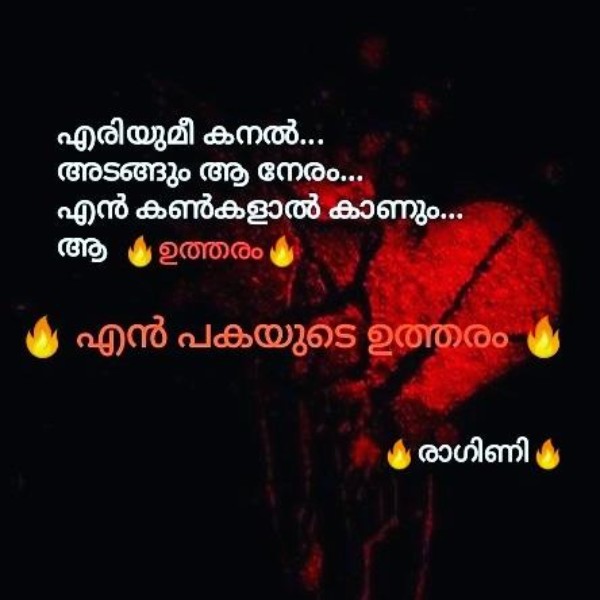 എരിയുമീ കനൽ...
അടങ്ങും ആ നേരം...
എൻ കൺകളാൽ കാണും...
ആ 🔥ഉത്തരം🔥
🔥 എൻ പകയുടെ ഉത്തരം 🔥
🔥രാഗിണി🔥